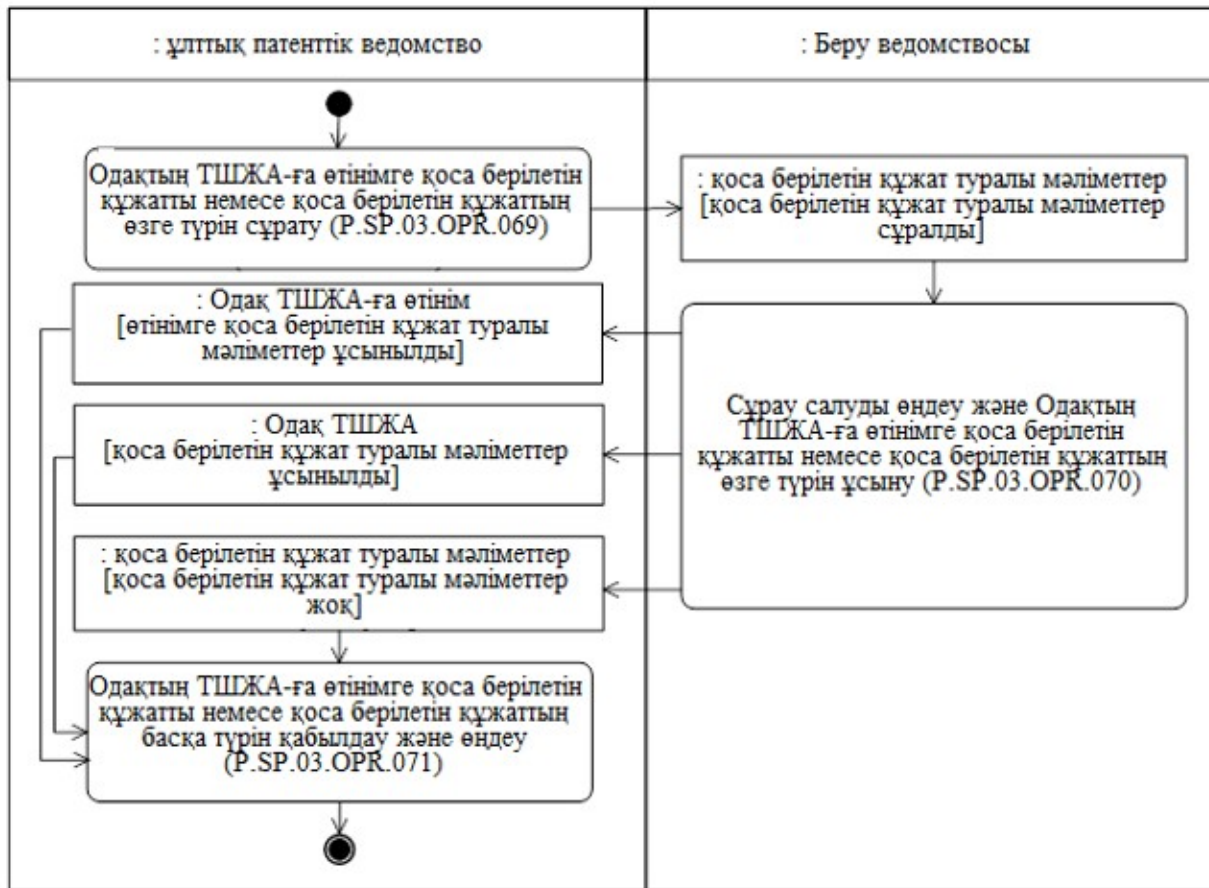 : ұлттық патенттік ведомство
: Беру ведомствосы
Одақтың ТШЖА-ға өтінімге қоса берілетін
құжатты немесе қоса берілетін құжаттың
өзге түрін сұрату (P.SP.03.OPR.069)
: қоса берілетін құжат туралы мәліметтер
[қоса берілетін құжат туралы мәліметтер
сұралды]
: Одақ ТШЖА-ға өтінім
[өтінімге қоса берілетін құжат туралы
мәліметтер ұсынылды]
Сұрау салуды өңдеу және Одақтың
ТШЖА-ға өтінімге қоса берілетін
құжатты немесе қоса берілетін құжаттың
өзге түрін ұсыну (P.SP.03.OPR.070)
: Одақ ТШЖА
[қоса берілетін құжат туралы мәліметтер
ұсынылды]
: қоса берілетін құжат туралы мәліметтер
[қоса берілетін құжат туралы мәліметтер
жоқ]
Одақтың ТШЖА-ға өтінімге қоса берілетін
құжатты немесе қоса берілетін құжаттың
басқа түрін қабылдау және өңдеу
(P.SP.03.OPR.071)